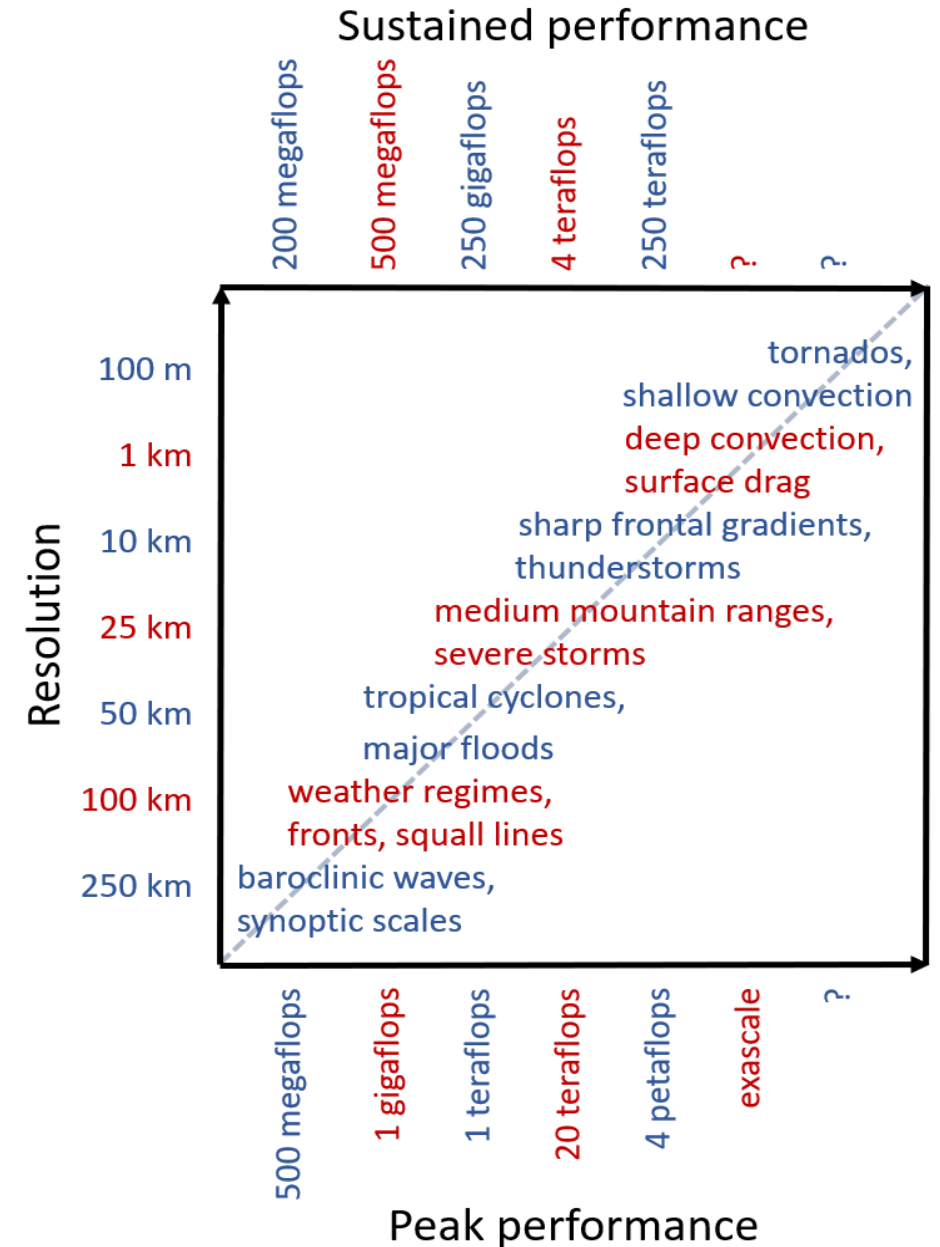 Sustained performance
200 megaflops
500 megaflops
250 gigaflops
4 teraflops
250 teraflops
?
?
Resolution
100 m
1 km
10 km
25 km
50 km
100 km
250 km
tornados,
shallow convection
deep convection,
surface drag
sharp frontal gradients,
thunderstorms
medium mountain ranges,
severe storms
tropical cyclones,
major floods
weather regimes,
fronts, squall lines
baroclinic waves,
synoptic scales
500 megaflops
1 gigaflops
1 teraflops
20 teraflops
4 petaflops
exascale
?
Peak performance